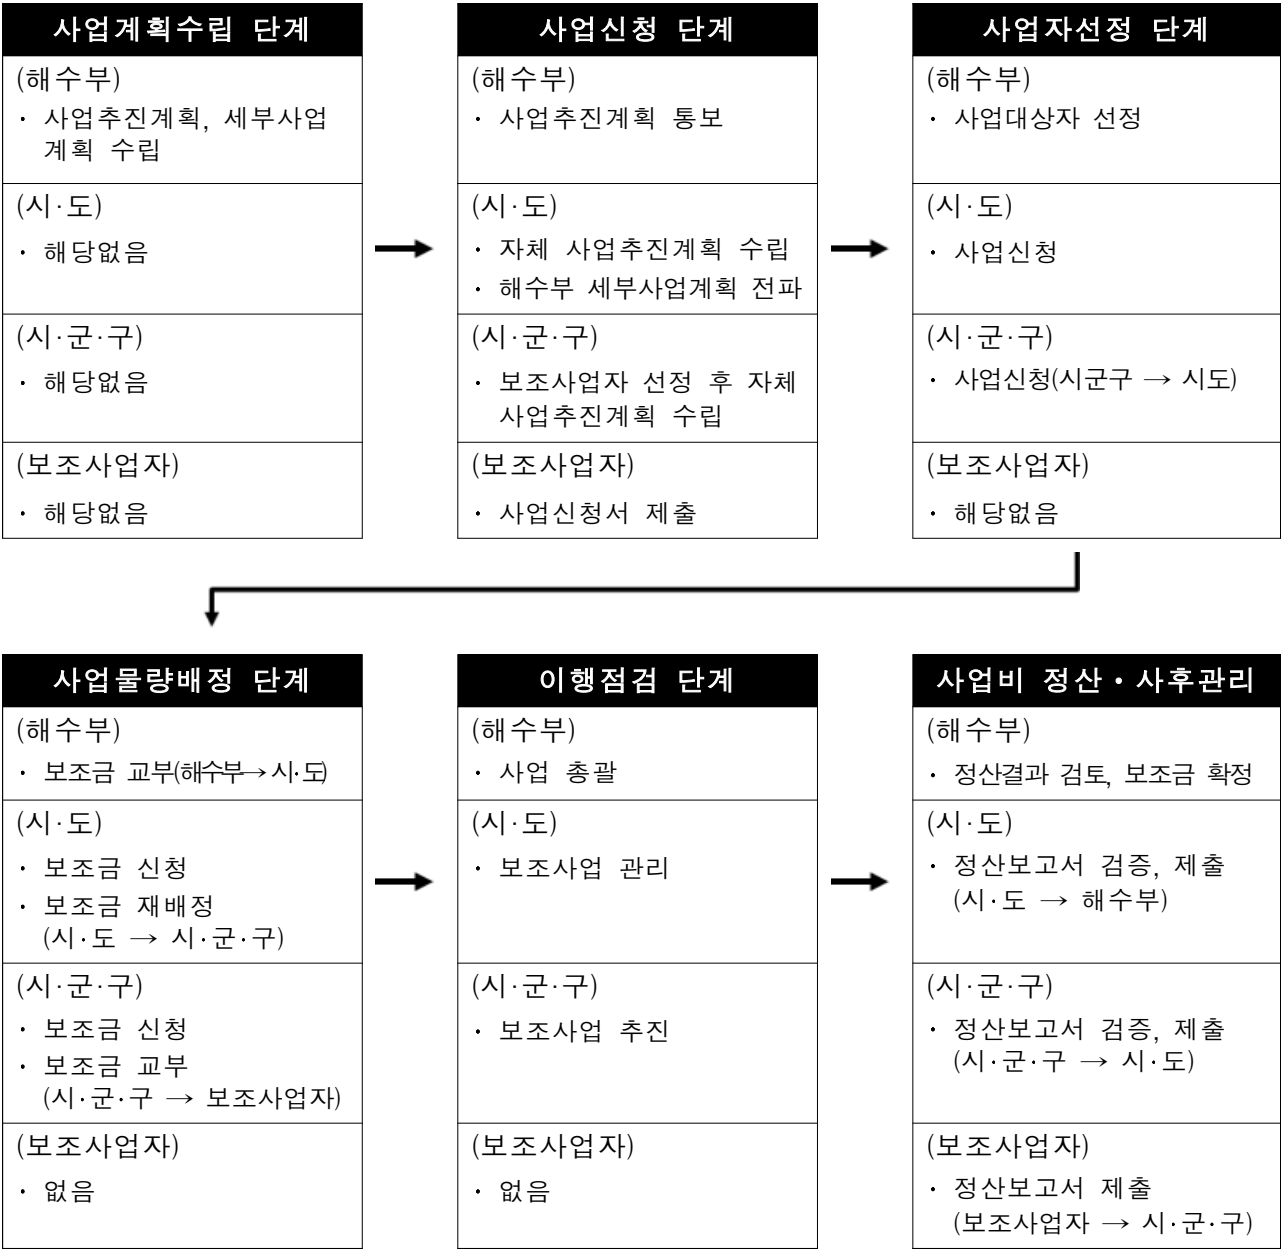 사업계획수립 단계
(해수부)
· 사업추진계획, 세부사업
계획 수립
(시·도)
· 해당없음
(시·군·구)
· 해당없음
(보조사업자)
· 해당없음
사업신청 단계
(해수부)
· 사업추진계획 통보
(시·도)
· 자체 사업추진계획 수립
· 해수부 세부사업계획 전파
(시·군·구)
· 보조사업자 선정 후 자체
사업추진계획 수립
(보조사업자)
· 사업신청서 제출
사업자선정 단계
(해수부)
· 사업대상자 선정
(시·도)
· 사업신청
(시·군·구)
· 사업신청(시군구 → 시도)
(보조사업자)
· 해당없음
사업물량배정 단계
(해수부)
· 보조금 교부(해수부→시·도)
(시·도)
· 보조금 신청
· 보조금 재배정
(시·도 → 시·군·구)
(시·군·구)
· 보조금 신청
· 보조금 교부
(시·군·구 → 보조사업자)
(보조사업자)
· 없음
이행점검 단계
(해수부)
· 사업 총괄
(시·도)
· 보조사업 관리
(시·군·구)
· 보조사업 추진
(보조사업자)
· 없음
사업비 정산·사후관리
(해수부)
· 정산결과 검토, 보조금 확정
(시·도)
· 정산보고서 검증, 제출
(시·도 → 해수부)
(시·군·구)
· 정산보고서 검증, 제출
(시·군·구 → 시·도)
(보조사업자)
· 정산보고서 제출
(보조사업자 → 시·군·구)